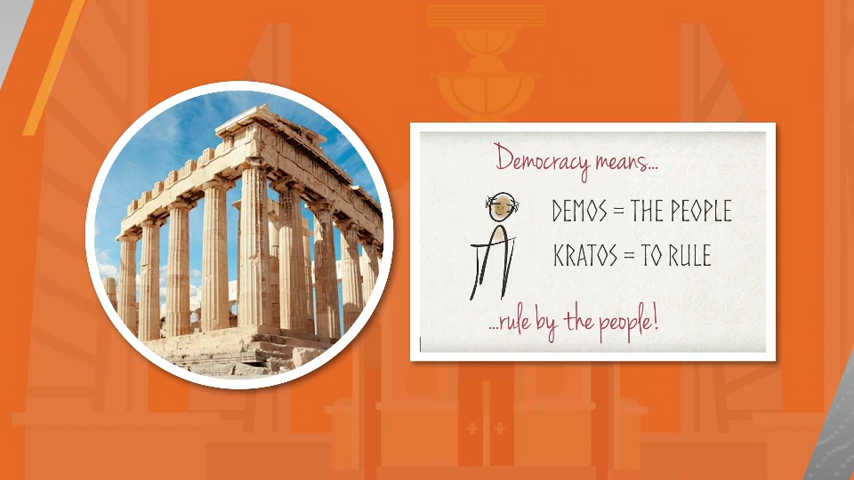 Democracy means...
DEMOS = THE PEOPLE
KRATOS = TO RULE
...rule by the people!